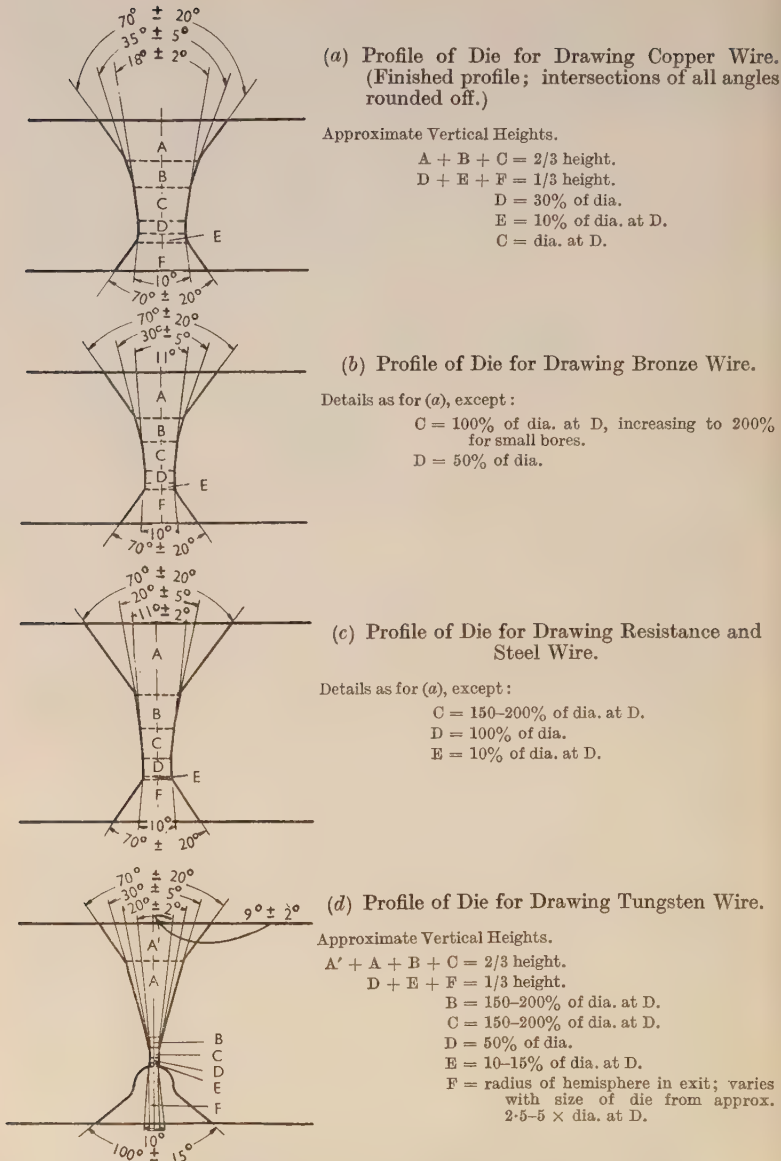 70° ± 20°
35° ± 5°
18° ± 2°
A
B
C
D
E
F
10°
70° ± 20°
(a) Profile of Die for Drawing Copper Wire.
(Finished profile; intersections of all angles
rounded off.)
Approximate Vertical Heights.
A + B + C = 2/3 height.
D + E + F = 1/3 height.
D = 30% of dia.
E = 10% of dia. at D.
C = dia. at D.
70° ± 20°
30° ± 5°
11°
A
B
C
D
E
F
10°
70° ± 20°
(b) Profile of Die for Drawing Bronze Wire.
Details as for (a), except:
C = 100% of dia. at D, increasing to 200%
for small bores.
D = 50% of dia.
70° ± 20°
20° ± 5°
11° ± 2°
A
B
C
D
E
F
10°
70° ± 20°
(c) Profile of Die for Drawing Resistance and
Steel Wire.
Details as for (a), except:
C = 150–200% of dia. at D.
D = 100% of dia.
E = 10% of dia. at D.
70° ± 20°
30° ± 5°
20° ± 2°
9° ± 2°
A′
A
B
C
D
E
F
10°
100° ± 15°
(d) Profile of Die for Drawing Tungsten Wire.
Approximate Vertical Heights.
A′ + A + B + C = 2/3 height.
D + E + F = 1/3 height.
B = 150–200% of dia. at D.
C = 150–200% of dia. at D.
D = 50% of dia.
E = 10–15% of dia. at D.
F = radius of hemisphere in exit; varies
with size of die from approx.
2·5–5 × dia. at D.